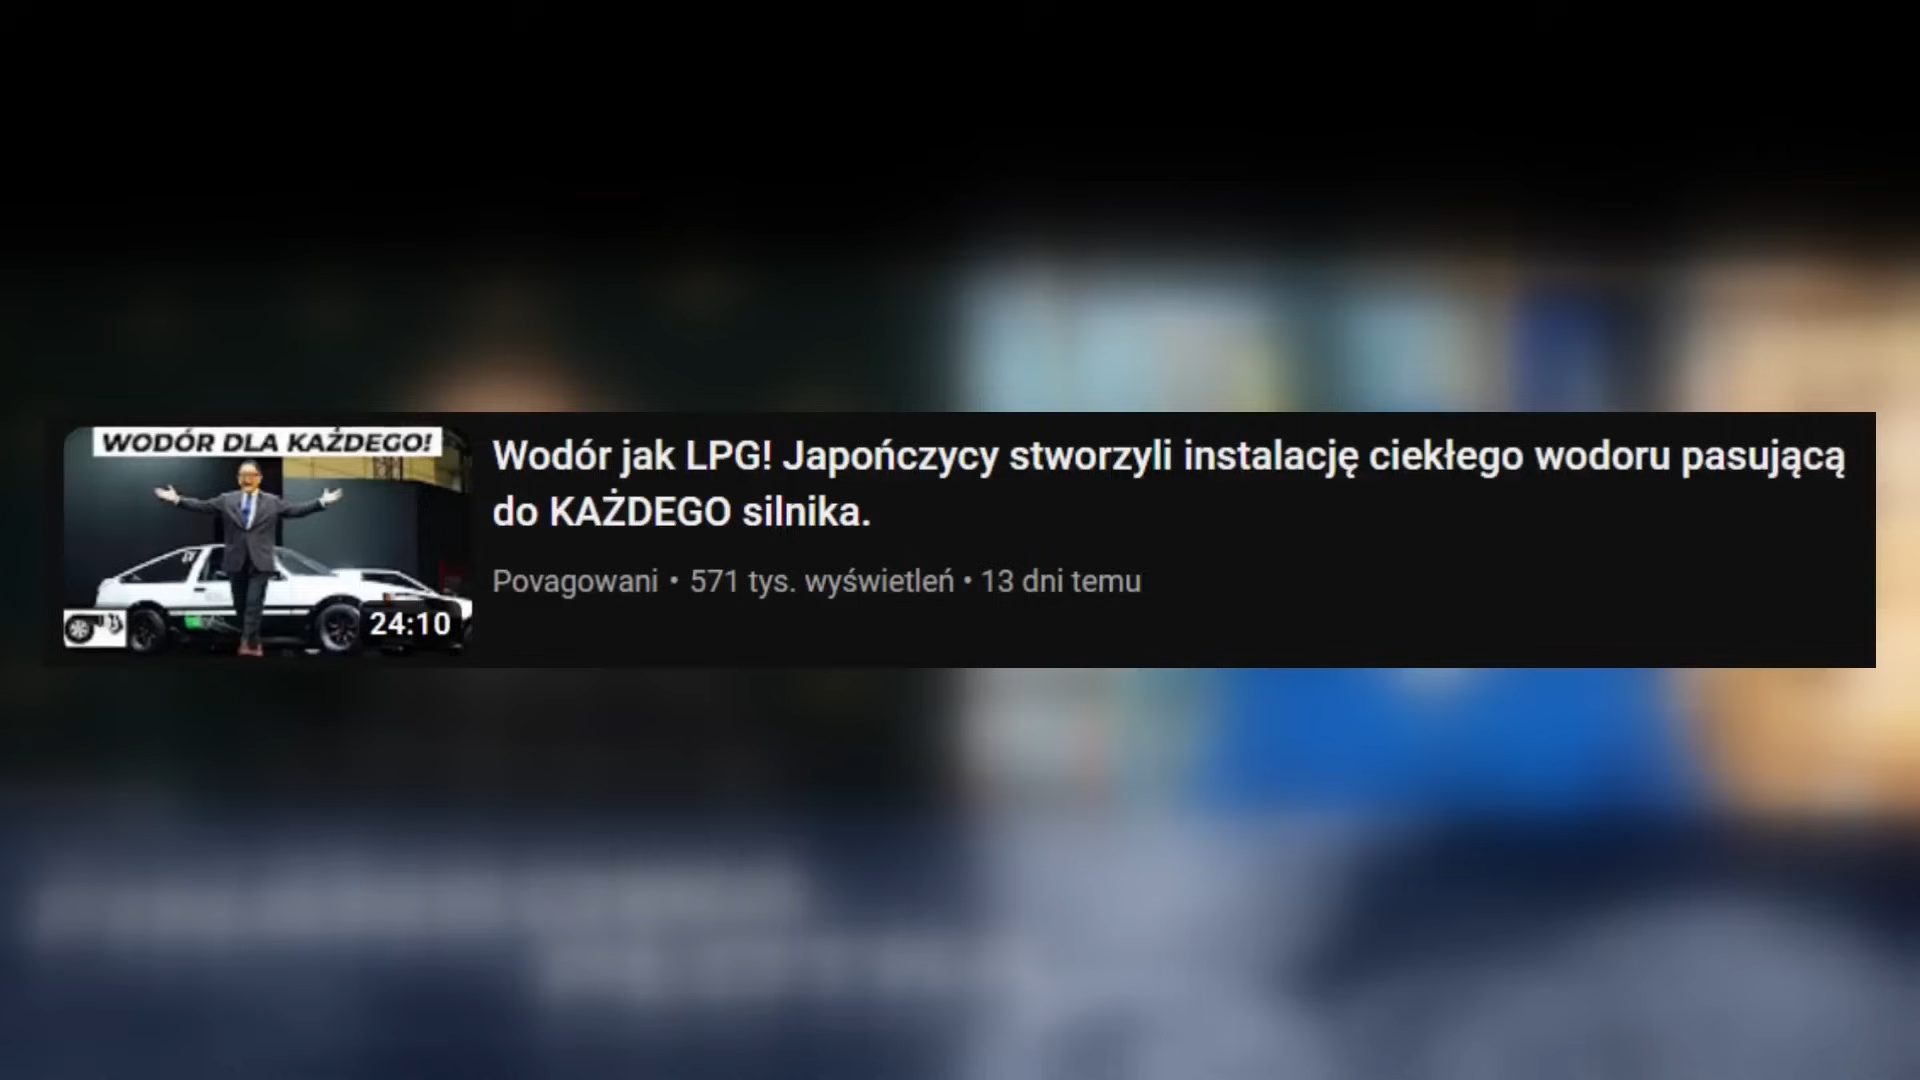 WODÓR DLA KAŻDEGO!
24:10
Wodór jak LPG! Japończycy stworzyli instalację ciekłego wodoru pasującą
do KAŻDEGO silnika.
Povagowani • 571 tys. wyświetleń • 13 dni temu